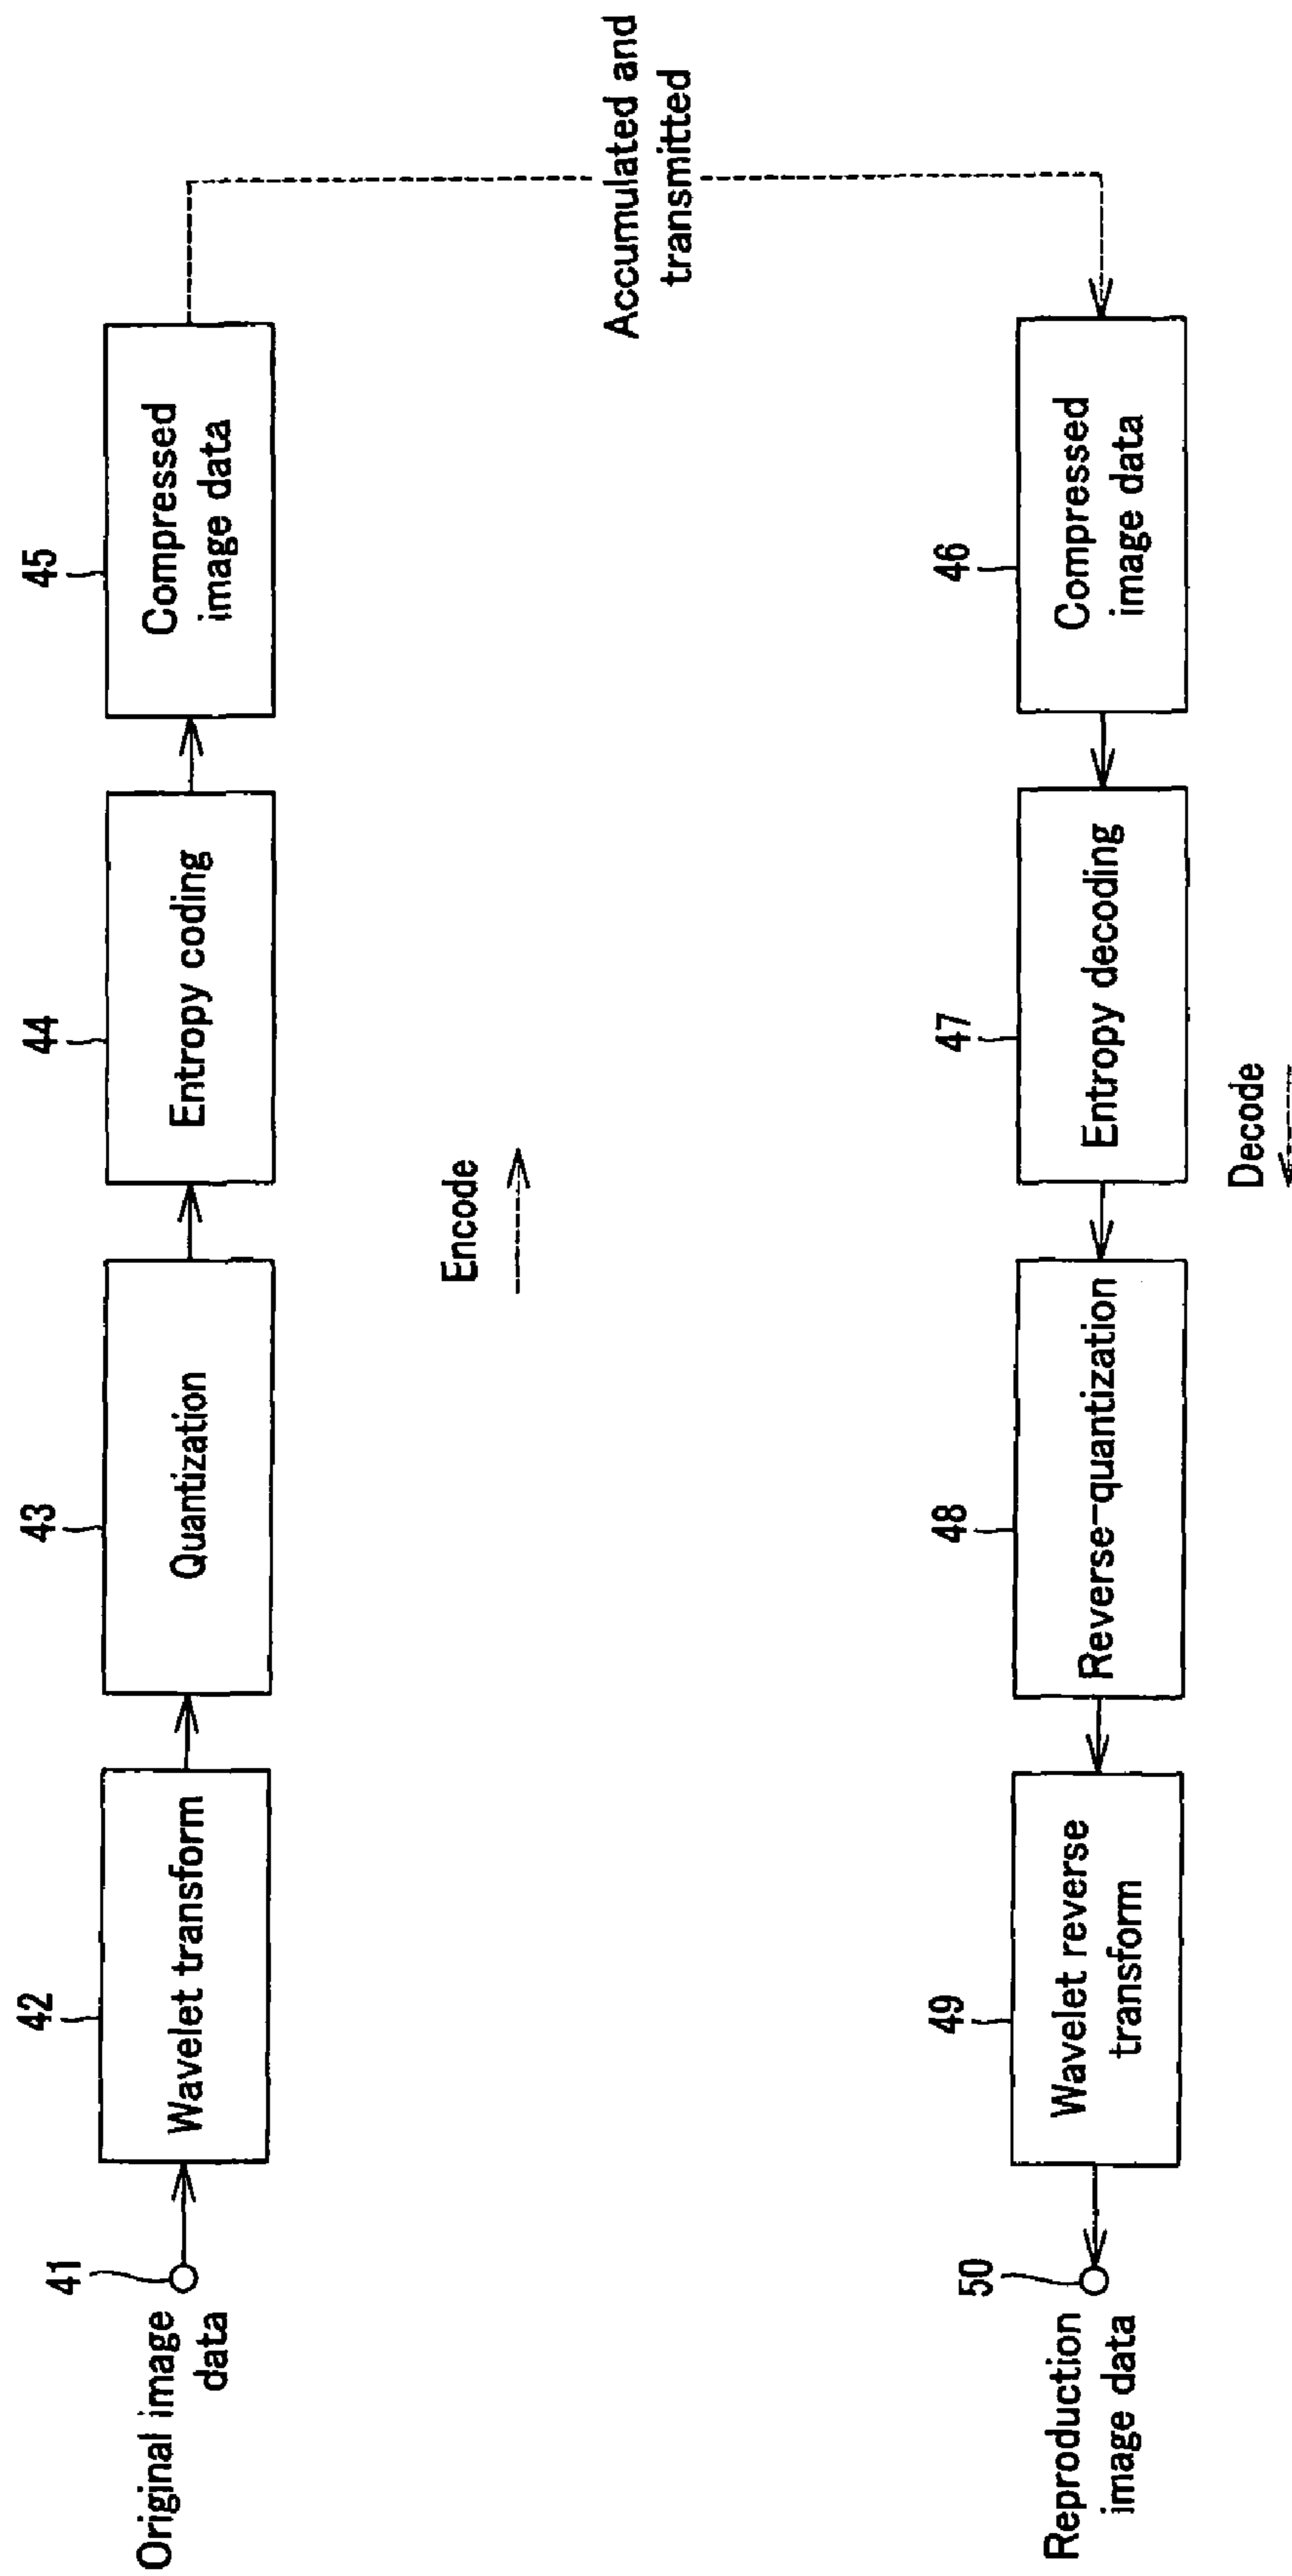 Original image
data
41
42
Wavelet transform
43
Quantization
44
Entropy coding
45
Compressed
image data
Encode
Accumulated and
transmitted
46
Compressed
image data
47
Entropy decoding
48
Reverse-quantization
49
Wavelet reverse
transform
50
Reproduction
image data
Decode